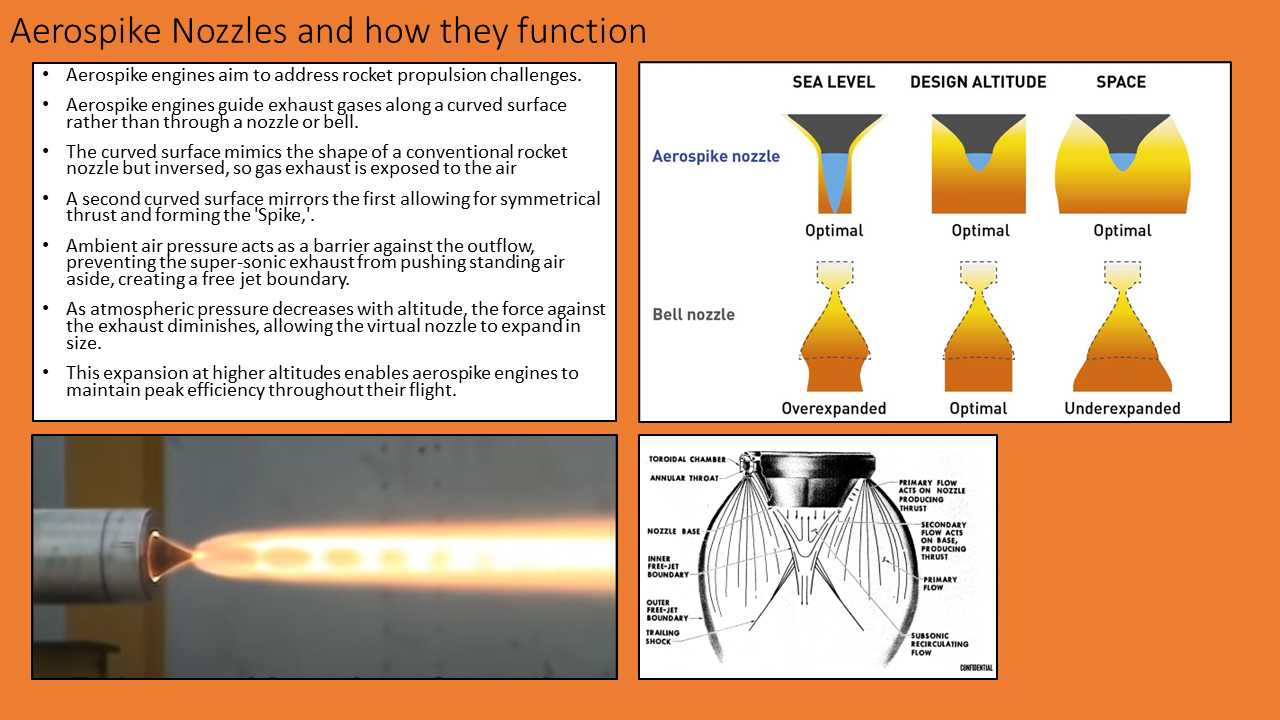 Aerospike Nozzles and how they function
• Aerospike engines aim to address rocket propulsion challenges.
• Aerospike engines guide exhaust gases along a curved surface
rather than through a nozzle or bell.
• The curved surface mimics the shape of a conventional rocket
nozzle but inversed, so gas exhaust is exposed to the air
• A second curved surface mirrors the first allowing for symmetrical
thrust and forming the 'Spike,'.
• Ambient air pressure acts as a barrier against the outflow,
preventing the super-sonic exhaust from pushing standing air
aside, creating a free jet boundary.
• As atmospheric pressure decreases with altitude, the force against
the exhaust diminishes, allowing the virtual nozzle to expand in
size.
• This expansion at higher altitudes enables aerospike engines to
maintain peak efficiency throughout their flight.
SEA LEVEL DESIGN ALTITUDE SPACE
Aerospike nozzle
Optimal Optimal Optimal
Bell nozzle
Overexpanded Optimal Underexpanded
TOROIDAL CHAMBER
ANNULAR THROAT
NOZZLE BASE
INNER
FREE-JET
BOUNDARY
OUTER
FREE-JET
BOUNDARY
TRAILING
SHOCK
PRIMARY FLOW
ACTS ON NOZZLE
PRODUCING
THRUST
SECONDARY
FLOW ACTS
ON BASE,
PRODUCING
THRUST
PRIMARY
FLOW
SUBSONIC
RECIRCULATING
FLOW
CONFIDENTIAL